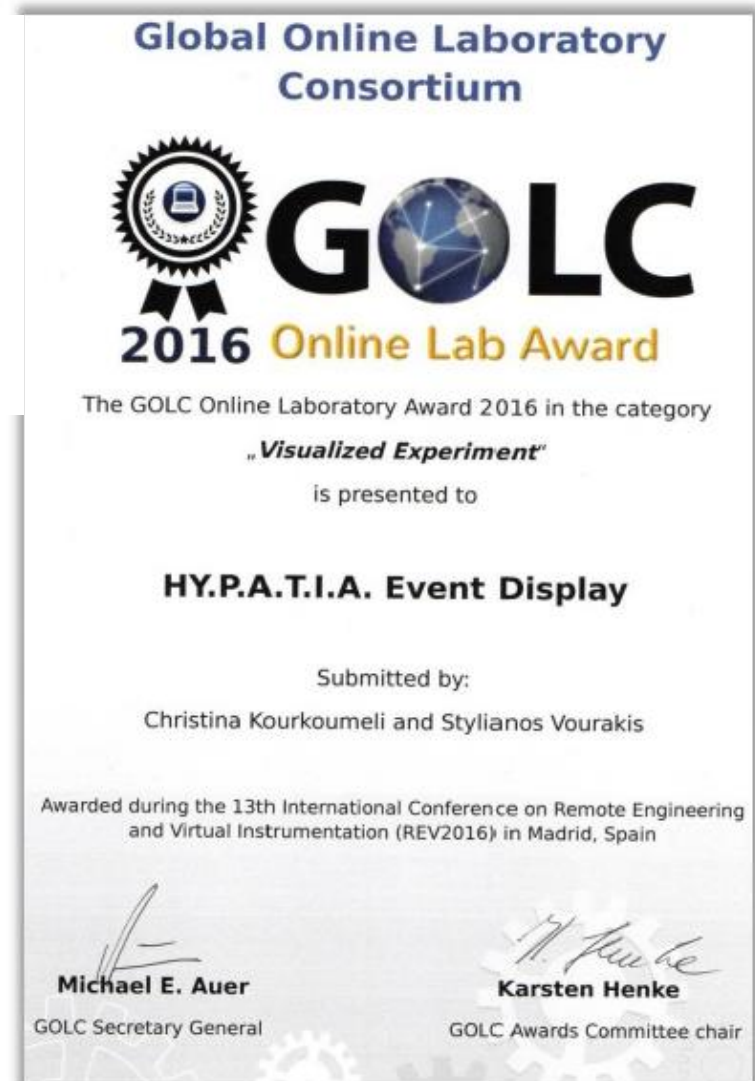 Global Online Laboratory
Consortium
GOLC
2016 Online Lab Award
The GOLC Online Laboratory Award 2016 in the category
„Visualized Experiment“
is presented to
HY.P.A.T.I.A. Event Display
Submitted by:
Christina Kourkoumeli and Stylianos Vourakis
Awarded during the 13th International Conference on Remote Engineering
and Virtual Instrumentation (REV2016) in Madrid, Spain
Michael E. Auer
Karsten Henke
GOLC Secretary General
GOLC Awards Committee chair